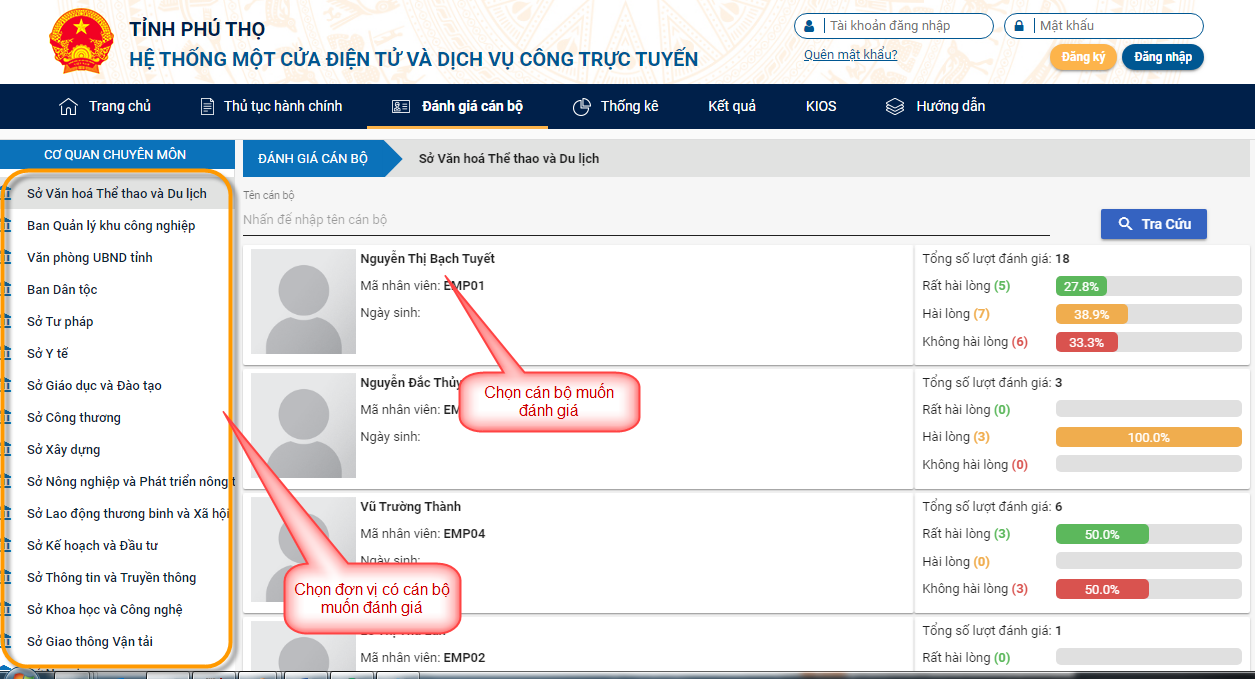 TỈNH PHÚ THỌ
HỆ THỐNG MỘT CỬA ĐIỆN TỬ VÀ DỊCH VỤ CÔNG TRỰC TUYẾN
Tài khoản đăng nhập
Mật khẩu
Quên mật khẩu?
Đăng ký
Đăng nhập
Trang chủ
Thủ tục hành chính
Đánh giá cán bộ
Thống kê
Kết quả
KIOS
Hướng dẫn
CƠ QUAN CHUYÊN MÔN
Sở Văn hoá Thể thao và Du lịch
Ban Quản lý khu công nghiệp
Văn phòng UBND tỉnh
Ban Dân tộc
Sở Tư pháp
Sở Y tế
Sở Giáo dục và Đào tạo
Sở Công thương
Sở Xây dựng
Sở Nông nghiệp và Phát triển nông t
Sở Lao động thương binh và Xã hội
Sở Kế hoạch và Đầu tư
Sở Thông tin và Truyền thông
Sở Khoa học và Công nghệ
Sở Giao thông Vận tải
ĐÁNH GIÁ CÁN BỘ
Sở Văn hoá Thể thao và Du lịch
Tên cán bộ
Nhấn để nhập tên cán bộ
Tra Cứu
Nguyễn Thị Bạch Tuyết
Mã nhân viên: EMP01
Ngày sinh:
Tổng số lượt đánh giá: 18
Rất hài lòng (5) 27.8%
Hài lòng (7) 38.9%
Không hài lòng (6) 33.3%
Chọn cán bộ muốn
đánh giá
Nguyễn Đắc Thủy
Mã nhân viên: EM
Ngày sinh:
Tổng số lượt đánh giá: 3
Rất hài lòng (0)
Hài lòng (3) 100.0%
Không hài lòng (0)
Vũ Trường Thành
Mã nhân viên: EMP04
Ngày sinh:
Tổng số lượt đánh giá: 6
Rất hài lòng (3) 50.0%
Hài lòng (0)
Không hài lòng (3) 50.0%
Chọn đơn vị có cán bộ
muốn đánh giá
Mã nhân viên: EMP02
Tổng số lượt đánh giá: 1
Rất hài lòng (0)